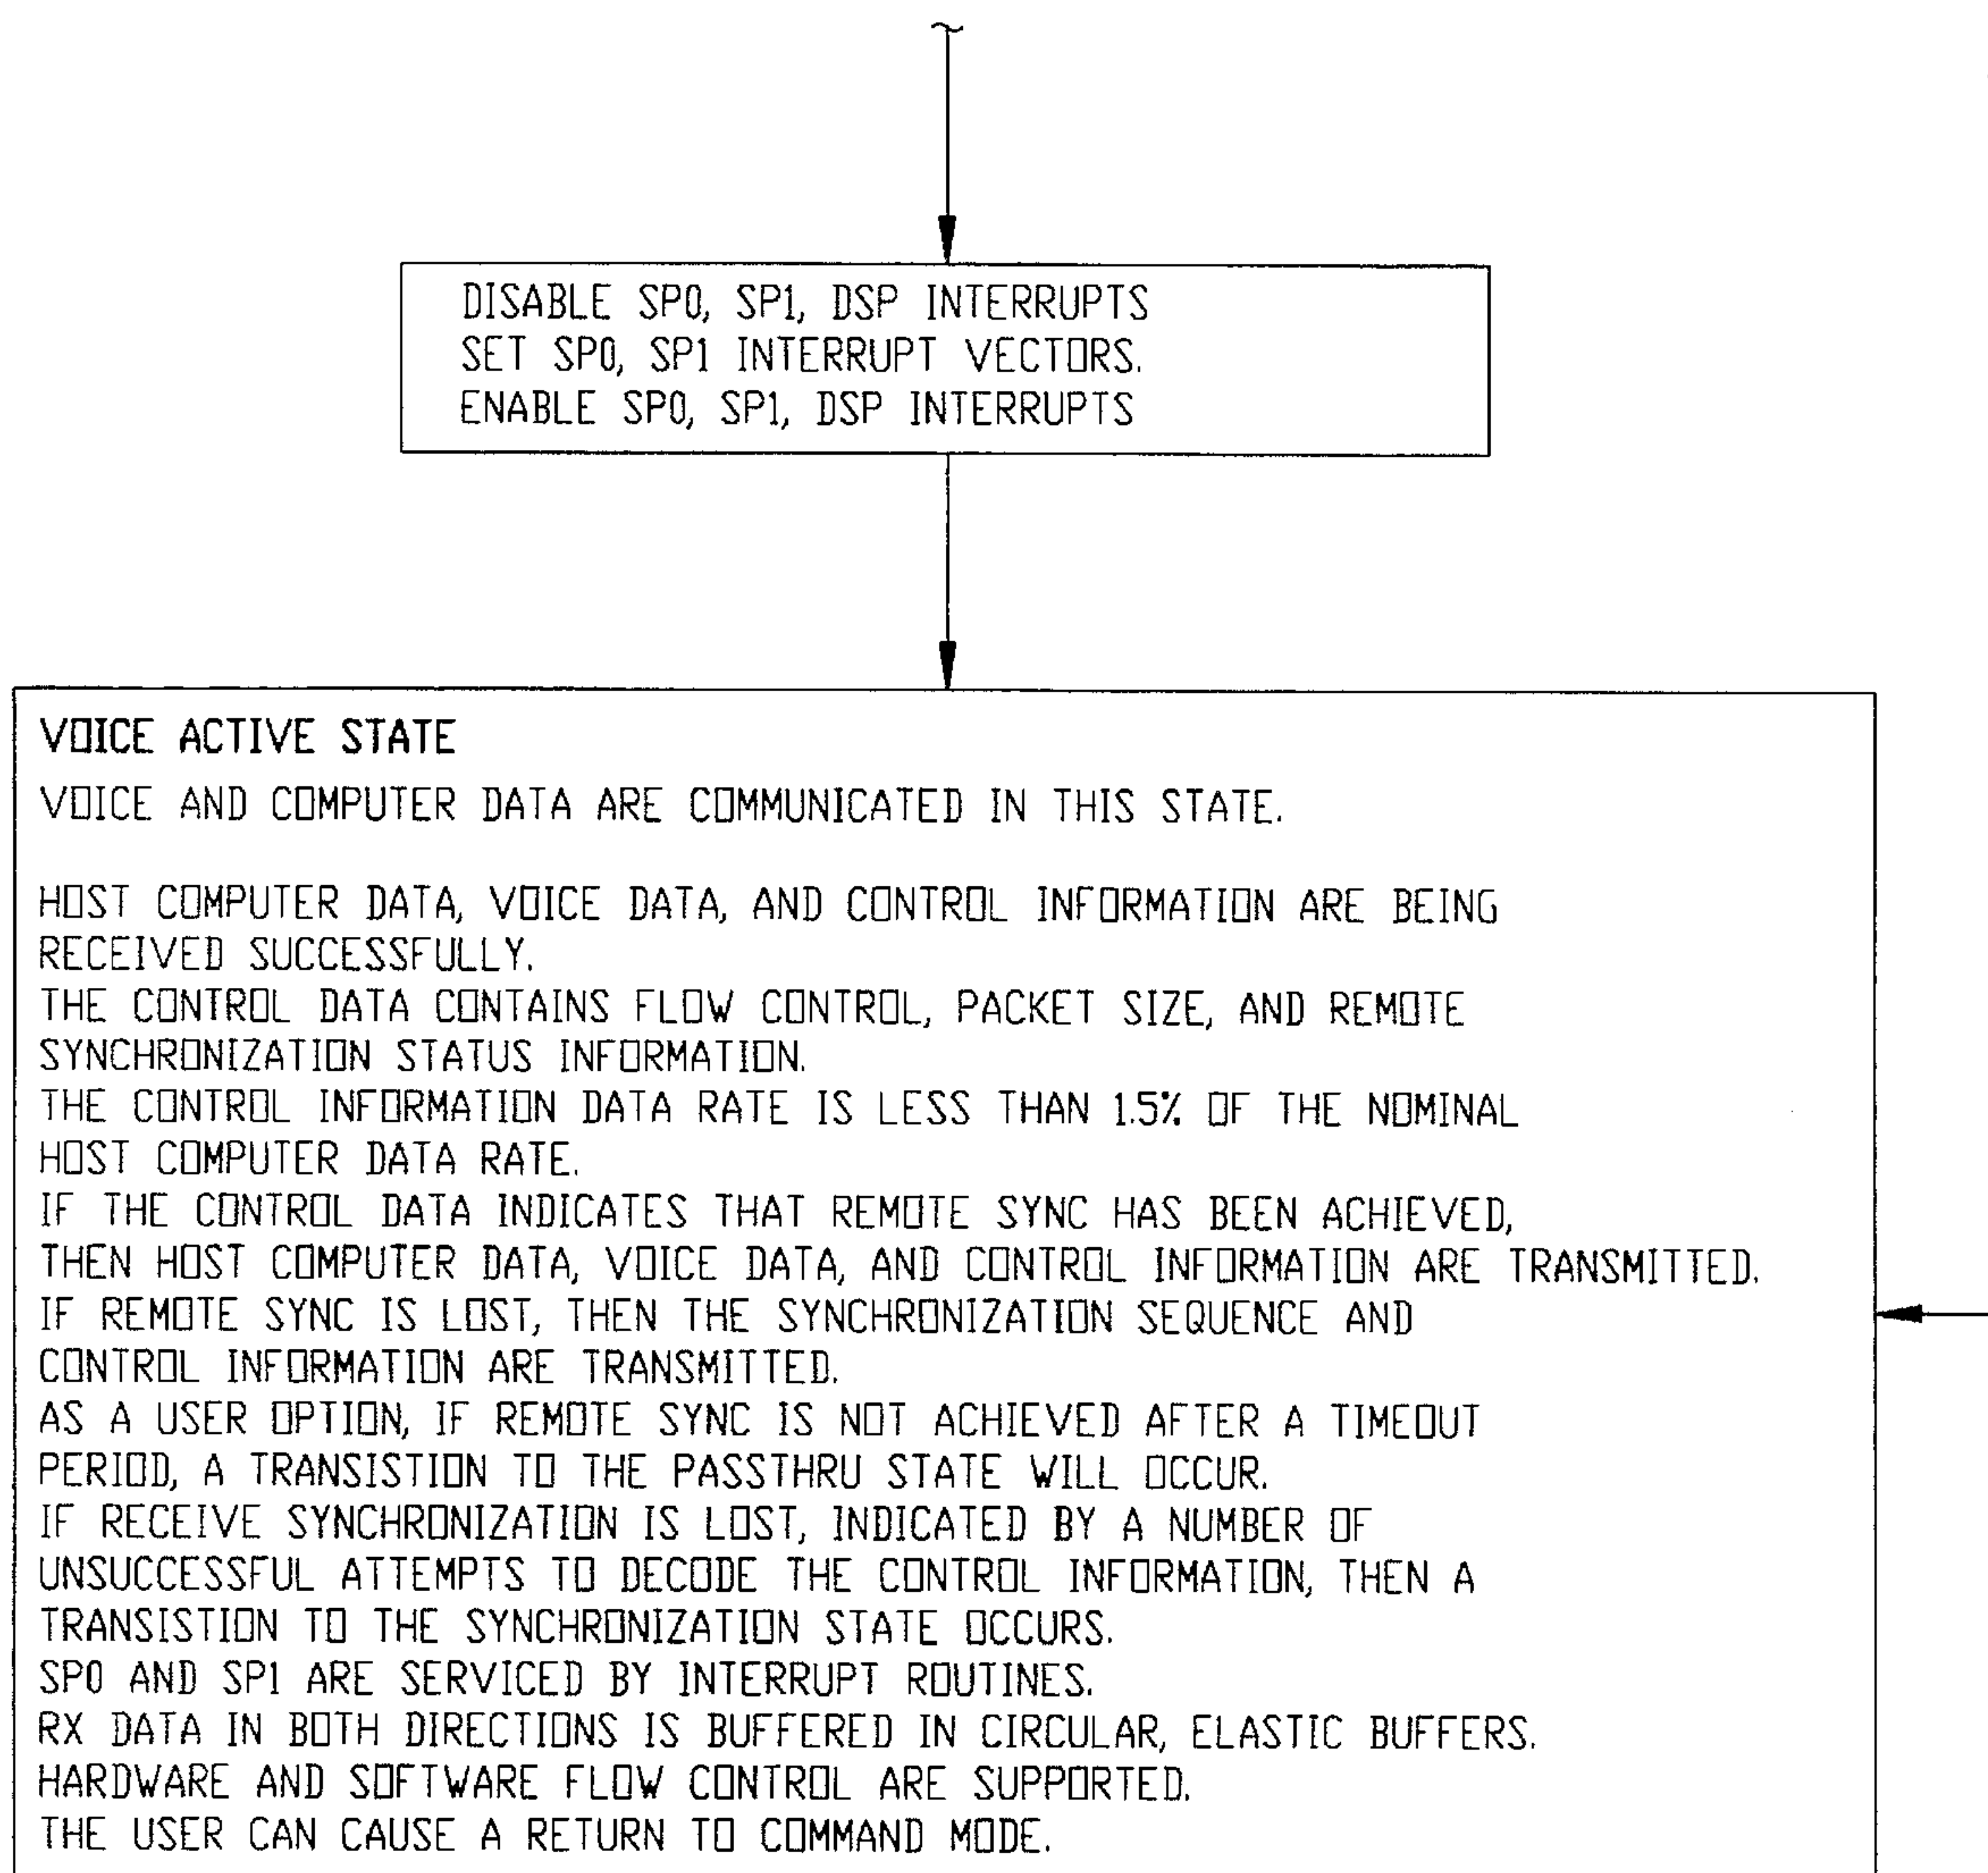 DISABLE SP0, SP1, DSP INTERRUPTS
SET SP0, SP1 INTERRUPT VECTORS.
ENABLE SP0, SP1, DSP INTERRUPTS
VOICE ACTIVE STATE
VOICE AND COMPUTER DATA ARE COMMUNICATED IN THIS STATE.
HOST COMPUTER DATA, VOICE DATA, AND CONTROL INFORMATION ARE BEING
RECEIVED SUCCESSFULLY.
THE CONTROL DATA CONTAINS FLOW CONTROL, PACKET SIZE, AND REMOTE
SYNCHRONIZATION STATUS INFORMATION.
THE CONTROL INFORMATION DATA RATE IS LESS THAN 1.5% OF THE NOMINAL
HOST COMPUTER DATA RATE.
IF THE CONTROL DATA INDICATES THAT REMOTE SYNC HAS BEEN ACHIEVED,
THEN HOST COMPUTER DATA, VOICE DATA, AND CONTROL INFORMATION ARE TRANSMITTED.
IF REMOTE SYNC IS LOST, THEN THE SYNCHRONIZATION SEQUENCE AND
CONTROL INFORMATION ARE TRANSMITTED.
AS A USER OPTION, IF REMOTE SYNC IS NOT ACHIEVED AFTER A TIMEOUT
PERIOD, A TRANSISTION TO THE PASSTHRU STATE WILL OCCUR.
IF RECEIVE SYNCHRONIZATION IS LOST, INDICATED BY A NUMBER OF
UNSUCCESSFUL ATTEMPTS TO DECODE THE CONTROL INFORMATION, THEN A
TRANSISTION TO THE SYNCHRONIZATION STATE OCCURS.
SP0 AND SP1 ARE SERVICED BY INTERRUPT ROUTINES.
RX DATA IN BOTH DIRECTIONS IS BUFFERED IN CIRCULAR, ELASTIC BUFFERS.
HARDWARE AND SOFTWARE FLOW CONTROL ARE SUPPORTED.
THE USER CAN CAUSE A RETURN TO COMMAND MODE.